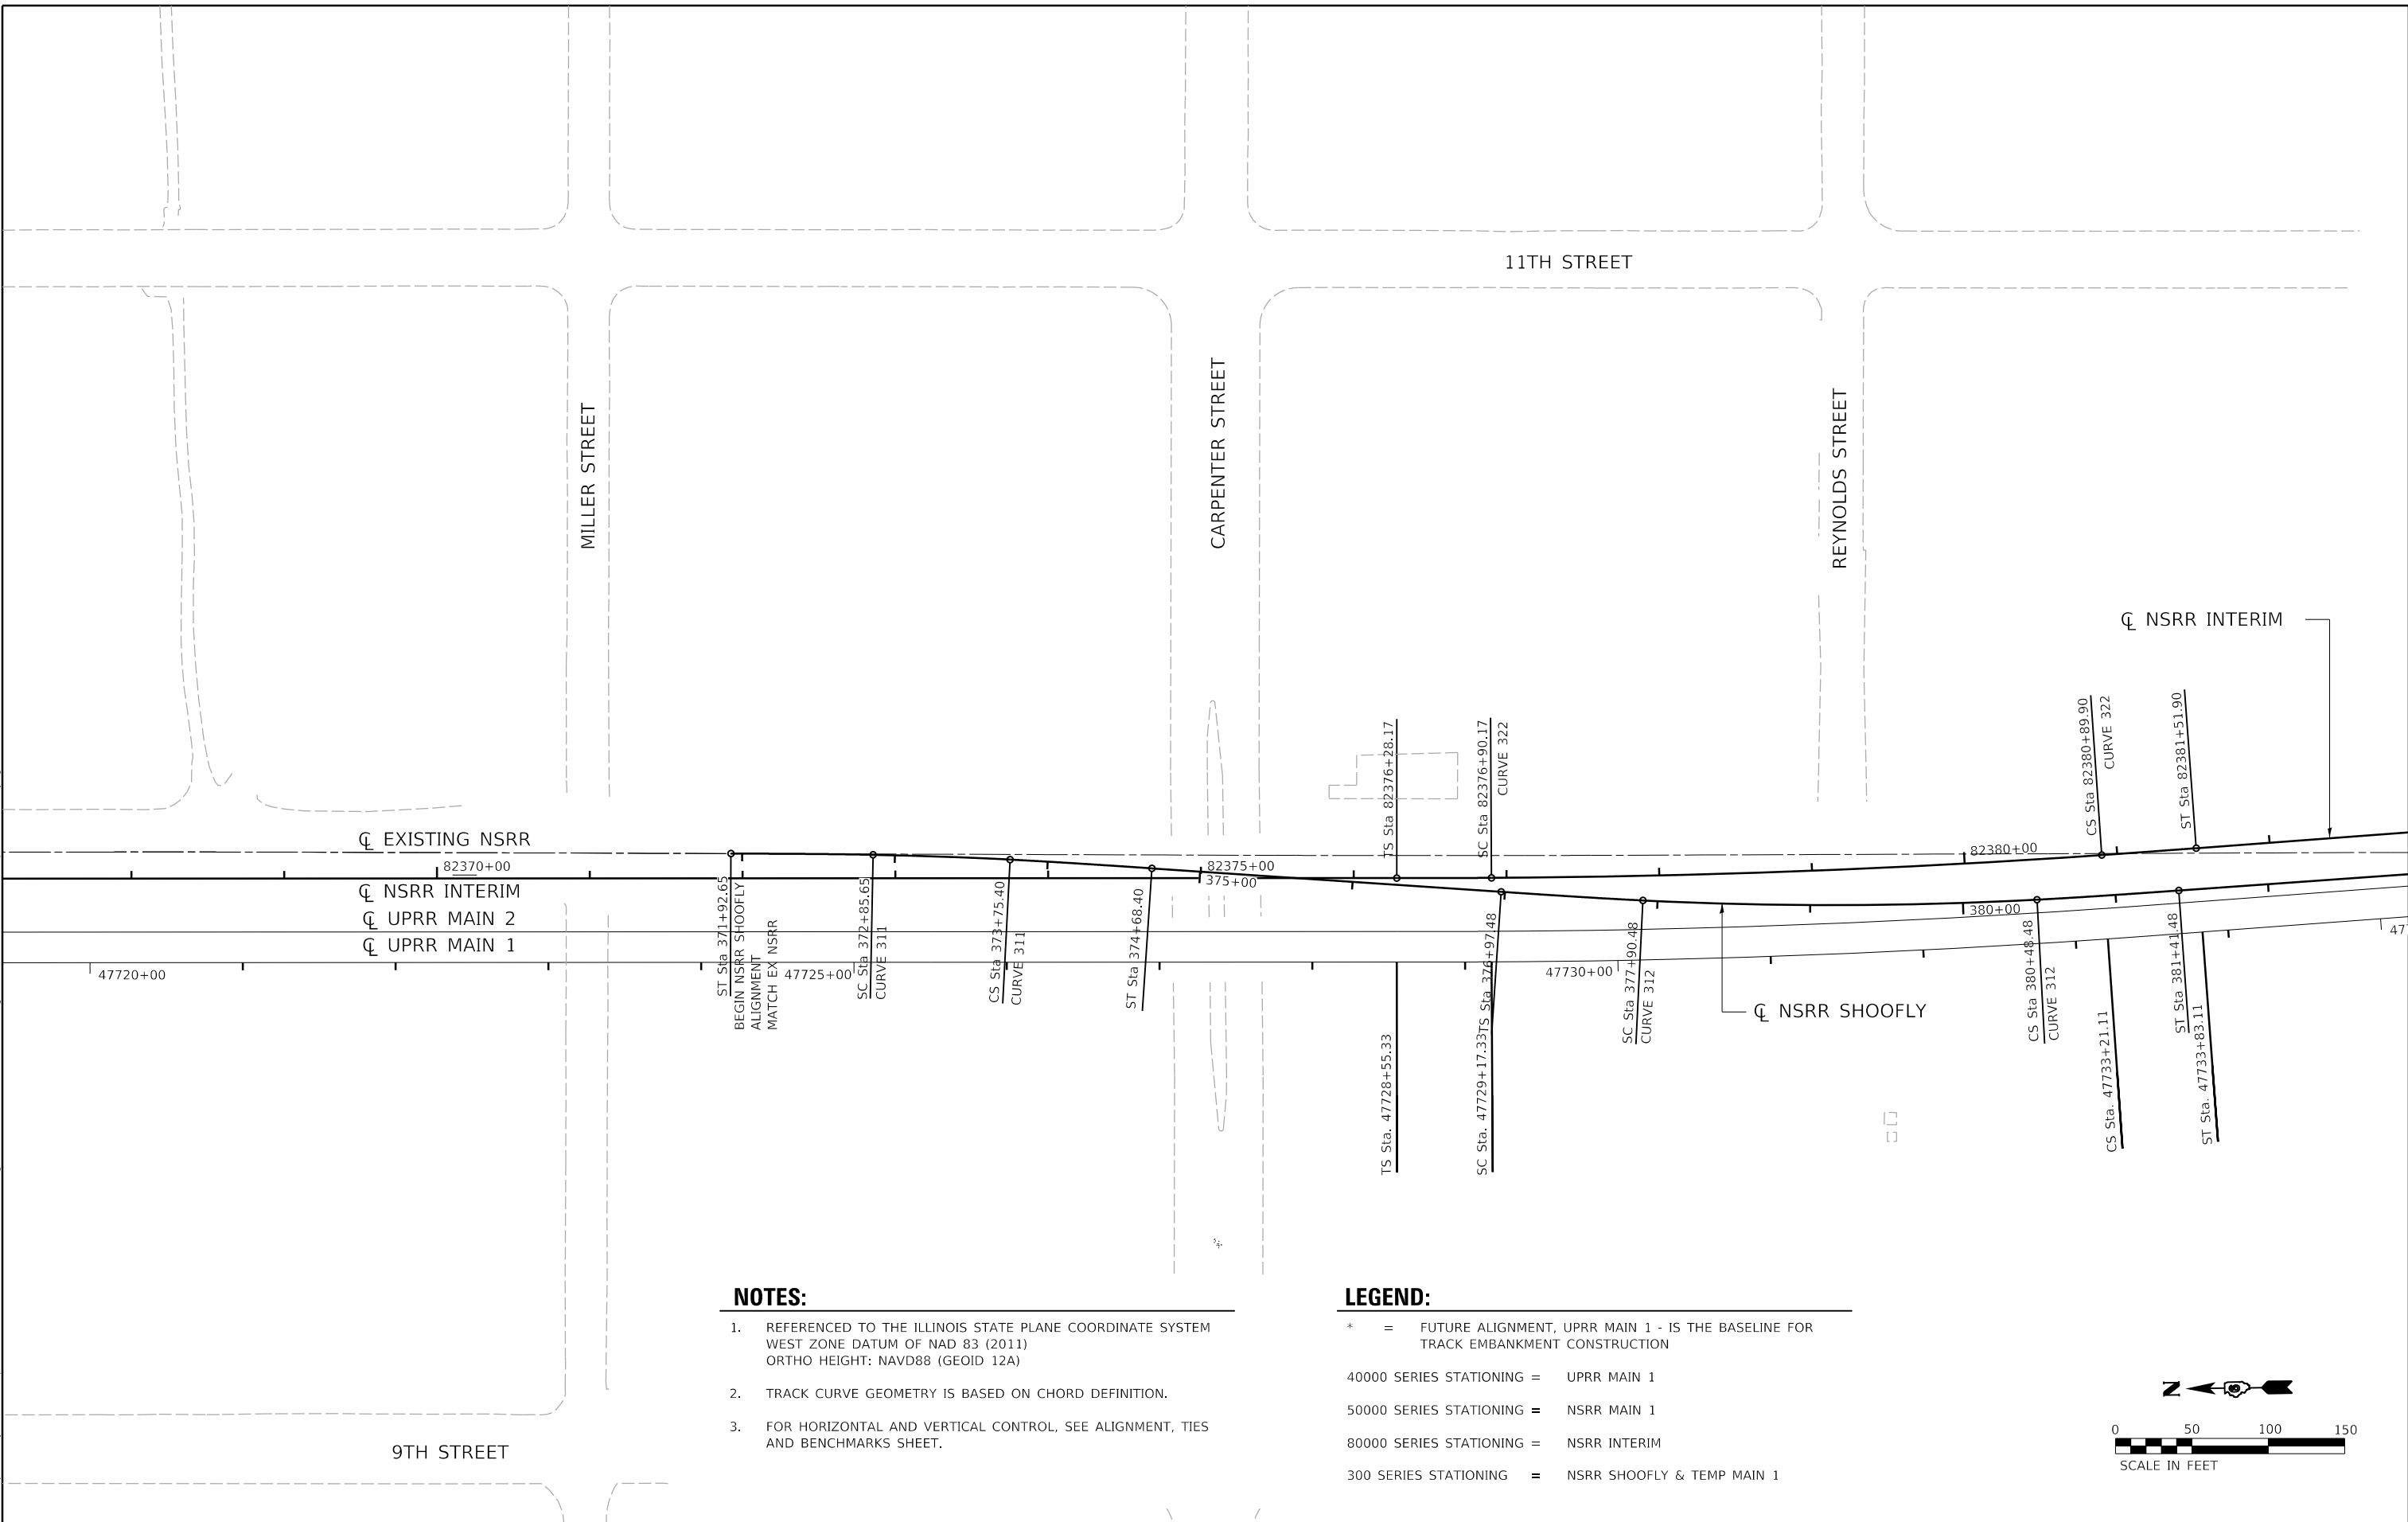 11TH STREET
MILLER STREET
CARPENTER STREET
REYNOLDS STREET
℄ NSRR INTERIM
TS Sta 82376+28.17
SC Sta 82376+90.17
CURVE 322
CS Sta 82380+89.90
CURVE 322
ST Sta 82381+51.90
℄ EXISTING NSRR
82370+00
82375+00
375+00
82380+00
380+00
℄ NSRR INTERIM
℄ UPRR MAIN 2
℄ UPRR MAIN 1
47720+00
47725+00
47730+00
47
ST Sta 371+92.65
BEGIN NSRR SHOOFLY
ALIGNMENT
MATCH EX NSRR
SC Sta 372+85.65
CURVE 311
CS Sta 373+75.40
CURVE 311
ST Sta 374+68.40
TS Sta 376+97.48
SC Sta 377+90.48
CURVE 312
℄ NSRR SHOOFLY
CS Sta 380+48.48
CURVE 312
ST Sta 381+41.48
TS Sta. 47728+55.33
SC Sta. 47729+17.33
CS Sta. 47733+21.11
ST Sta. 47733+83.11
NOTES:
1. REFERENCED TO THE ILLINOIS STATE PLANE COORDINATE SYSTEM
WEST ZONE DATUM OF NAD 83 (2011)
ORTHO HEIGHT: NAVD88 (GEOID 12A)
2. TRACK CURVE GEOMETRY IS BASED ON CHORD DEFINITION.
3. FOR HORIZONTAL AND VERTICAL CONTROL, SEE ALIGNMENT, TIES
AND BENCHMARKS SHEET.
LEGEND:
* = FUTURE ALIGNMENT, UPRR MAIN 1 - IS THE BASELINE FOR
TRACK EMBANKMENT CONSTRUCTION
40000 SERIES STATIONING = UPRR MAIN 1
50000 SERIES STATIONING = NSRR MAIN 1
80000 SERIES STATIONING = NSRR INTERIM
300 SERIES STATIONING = NSRR SHOOFLY & TEMP MAIN 1
9TH STREET
N
0 50 100 150
SCALE IN FEET